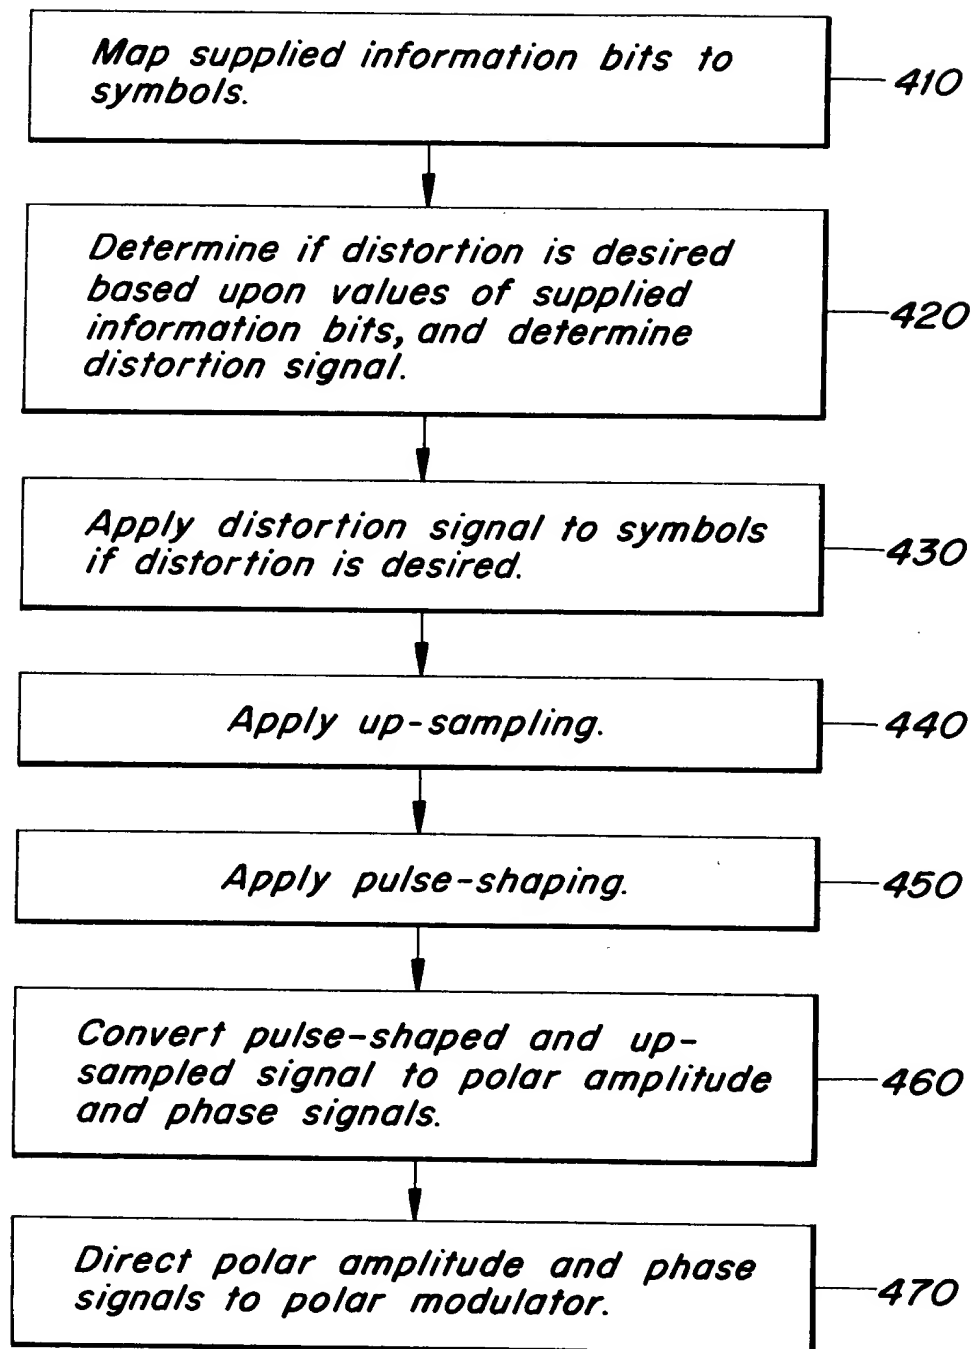 Map supplied information bits to
symbols.
410
Determine if distortion is desired
based upon values of supplied
information bits, and determine
distortion signal.
420
Apply distortion signal to symbols
if distortion is desired.
430
Apply up-sampling.
440
Apply pulse-shaping.
450
Convert pulse-shaped and up-
sampled signal to polar amplitude
and phase signals.
460
Direct polar amplitude and phase
signals to polar modulator.
470